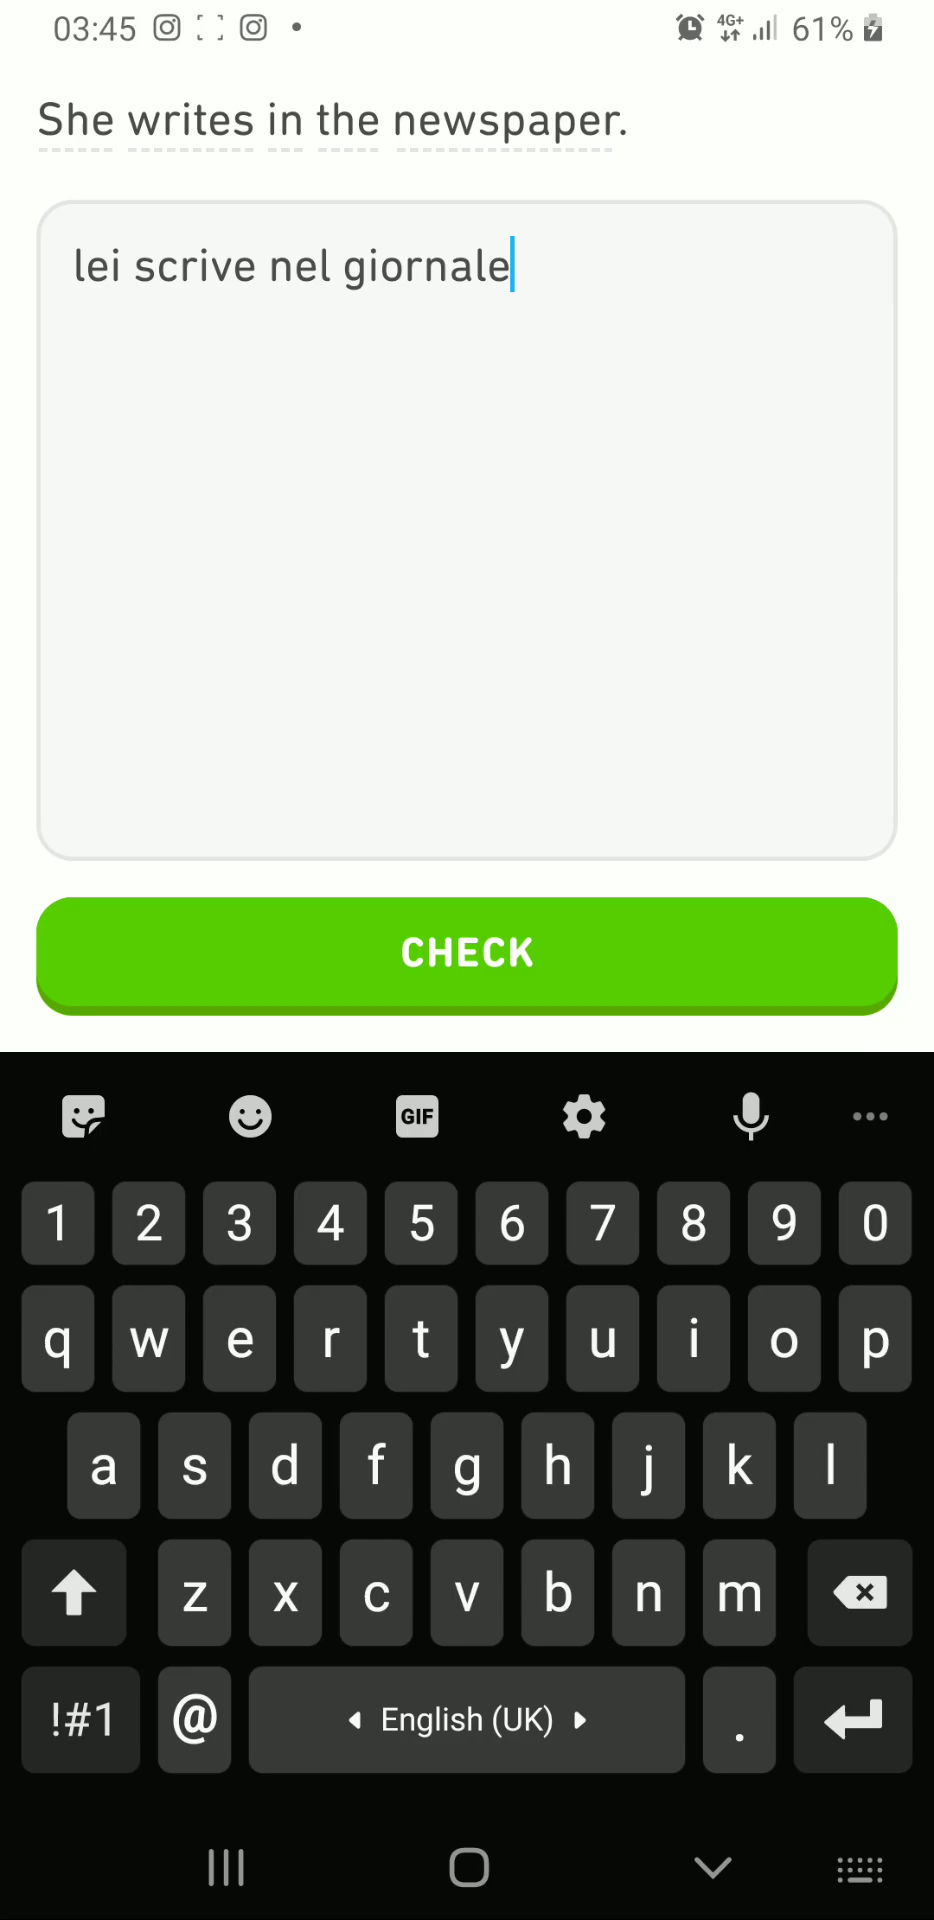 03:45 4G+ 61%
She writes in the newspaper.
lei scrive nel giornale
CHECK
GIF
1 2 3 4 5 6 7 8 9 0
q w e r t y u i o p
a s d f g h j k l
z x c v b n m
!#1 @ English (UK) .